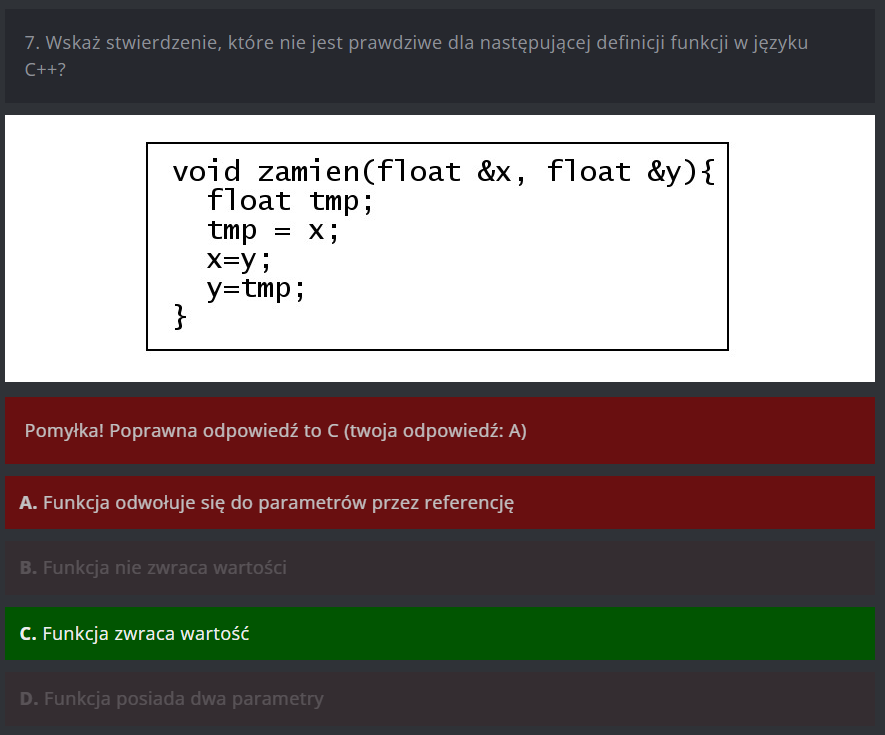 7. Wskaż stwierdzenie, które nie jest prawdziwe dla następującej definicji funkcji w języku
C++?
void zamien(float &x, float &y){
float tmp;
tmp = x;
x=y;
y=tmp;
}
Pomyłka! Poprawna odpowiedź to C (twoja odpowiedź: A)
A. Funkcja odwołuje się do parametrów przez referencję
B. Funkcja nie zwraca wartości
C. Funkcja zwraca wartość
D. Funkcja posiada dwa parametry